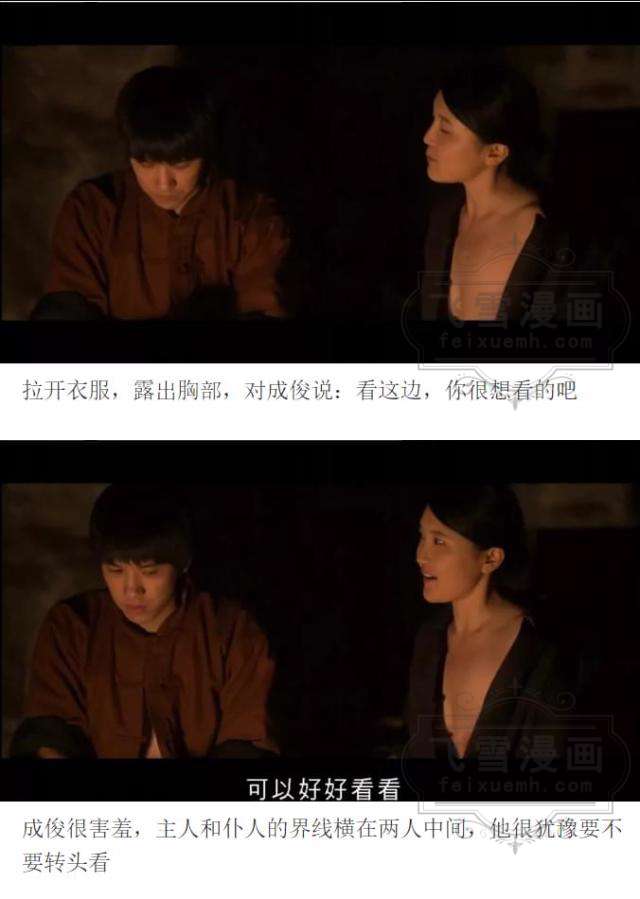 飞雪漫画
feixuemh.com
拉开衣服，露出胸部，对成俊说：看这边，你很想看的吧
飞雪漫画
feixuemh.com
可以好好看看
成俊很害羞，主人和仆人的界线横在两人中间，他很犹豫要不
要转头看